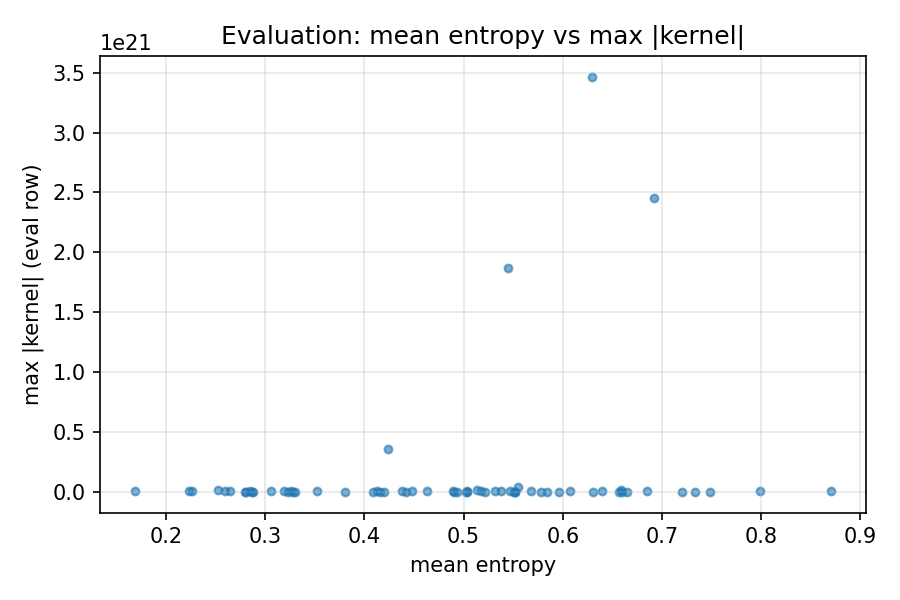 Evaluation: mean entropy vs max |kernel|
1e21
3.5
3.0
2.5
2.0
1.5
1.0
0.5
0.0
max |kernel| (eval row)
0.2 0.3 0.4 0.5 0.6 0.7 0.8 0.9
mean entropy